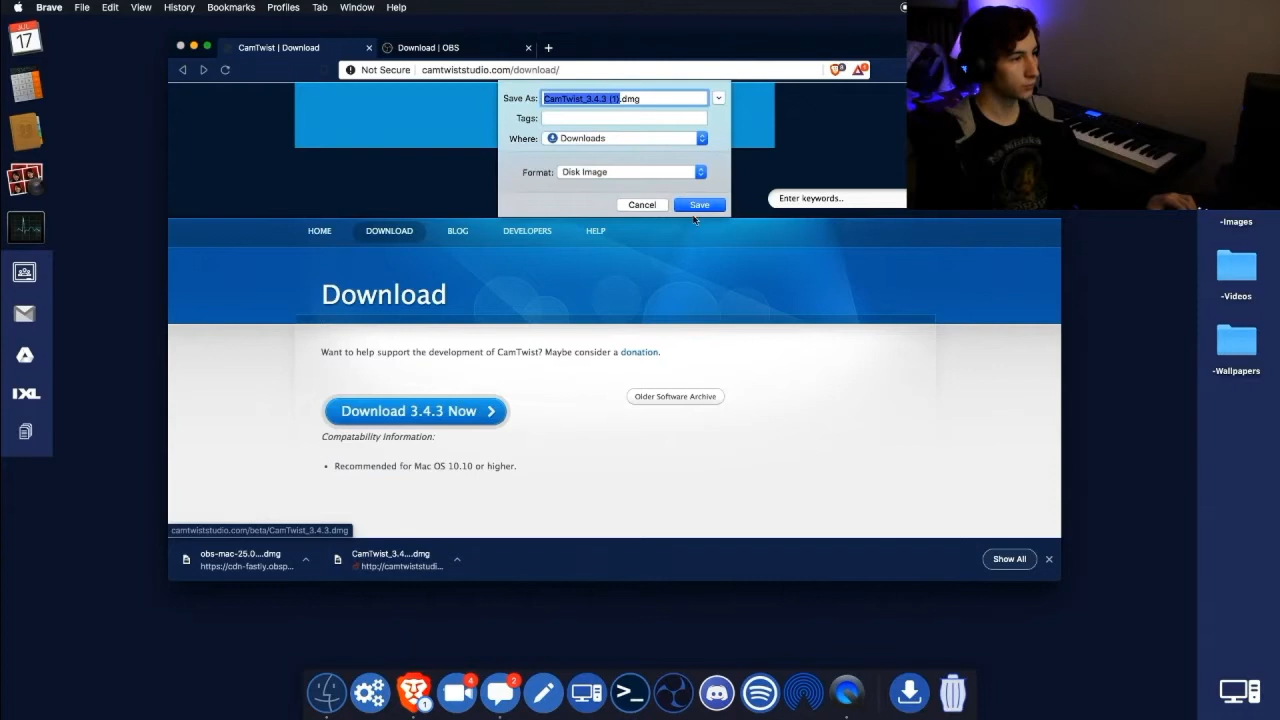 Brave File Edit View History Bookmarks Profiles Tab Window Help
JUL
17
CamTwist | Download
Download | OBS
Not Secure camtwiststudio.com/download/
Save As: CamTwist_3.4.3 (1).dmg
Tags:
Where: Downloads
Format: Disk Image
Cancel Save
Enter keywords..
HOME DOWNLOAD BLOG DEVELOPERS HELP
Download
Want to help support the development of CamTwist? Maybe consider a donation.
Download 3.4.3 Now
Older Software Archive
Compatability Information:
Recommended for Mac OS 10.10 or higher.
camtwiststudio.com/beta/CamTwist_3.4.3.dmg
obs-mac-25.0....dmg
https://cdn-fastly.obsp...
CamTwist_3.4....dmg
http://camtwiststudi...
Show All
IXL
-Images
-Videos
-Wallpapers
1
4
2